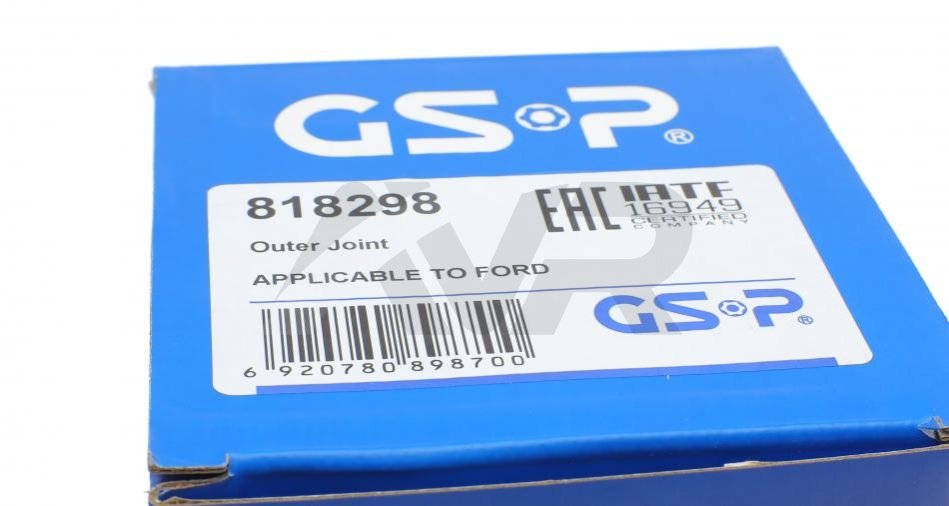 GSP®
818298
EAC IATF
16949
CERTIFIED
COMPANY
Outer Joint
APPLICABLE TO FORD
GSP®
6 920780 898700